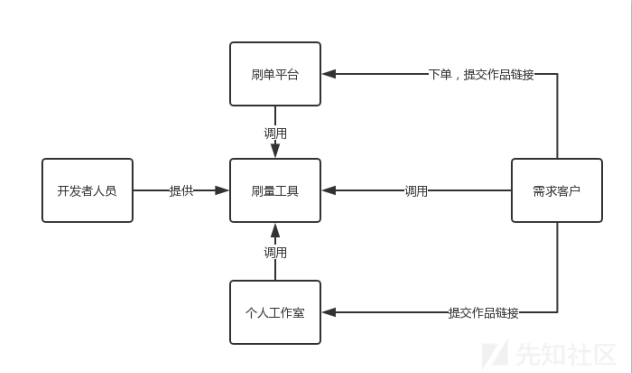 刷单平台
下单，提交作品链接
调用
开发者人员
提供
刷量工具
调用
需求客户
调用
个人工作室
提交作品链接
先知社区